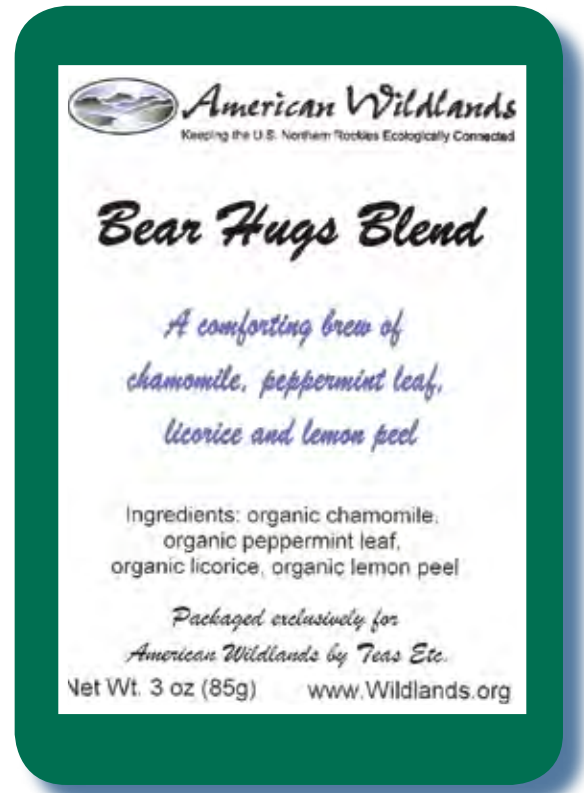 American Wildlands
Keeping the U.S. Northern Rockies Ecologically Connected
Bear Hugs Blend
A comforting brew of
chamomile, peppermint leaf,
licorice and lemon peel
Ingredients: organic chamomile,
organic peppermint leaf,
organic licorice, organic lemon peel
Packaged exclusively for
American Wildlands by Teas Etc.
Net Wt. 3 oz (85g) www.Wildlands.org